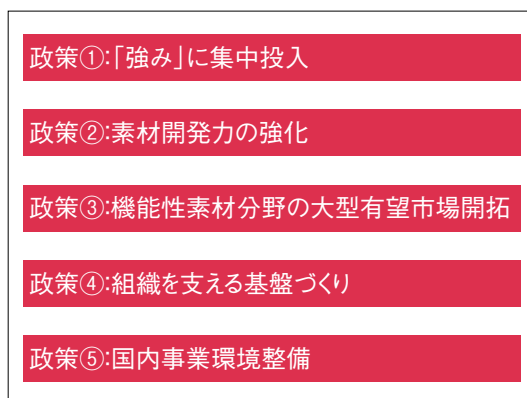 政策①:「強み」に集中投入
政策②:素材開発力の強化
政策③:機能性素材分野の大型有望市場開拓
政策④:組織を支える基盤づくり
政策⑤:国内事業環境整備